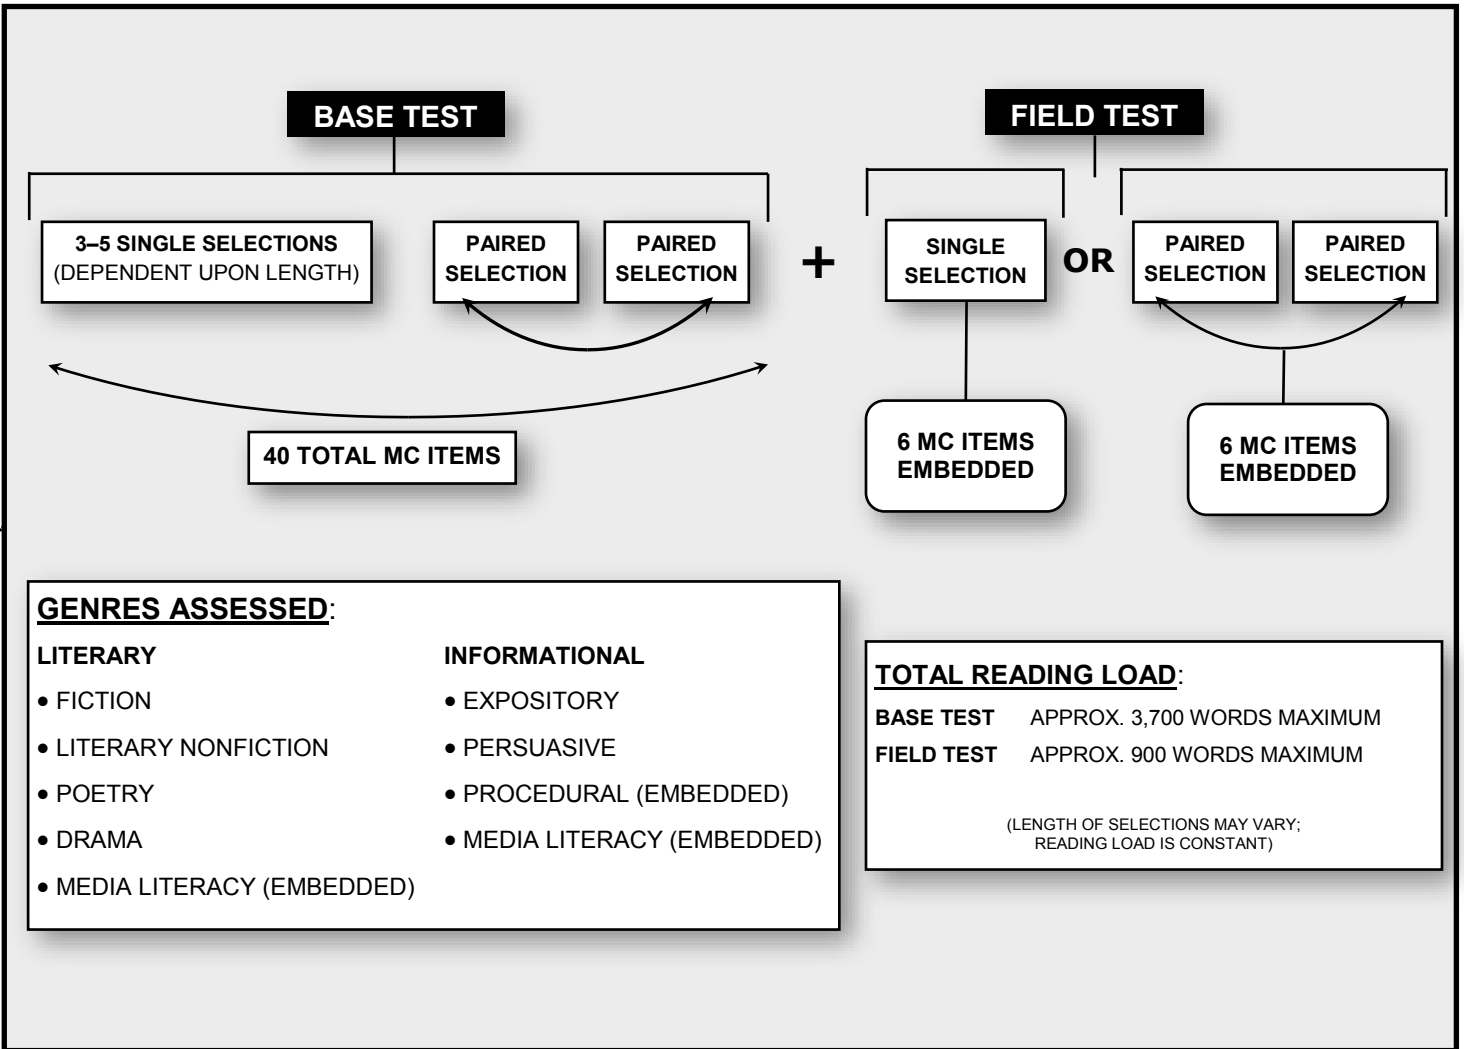 BASE TEST
FIELD TEST
3–5 SINGLE SELECTIONS
(DEPENDENT UPON LENGTH)
PAIRED
SELECTION
PAIRED
SELECTION
+
SINGLE
SELECTION
OR
PAIRED
SELECTION
PAIRED
SELECTION
40 TOTAL MC ITEMS
6 MC ITEMS
EMBEDDED
6 MC ITEMS
EMBEDDED
GENRES ASSESSED:
LITERARY
• FICTION
• LITERARY NONFICTION
• POETRY
• DRAMA
• MEDIA LITERACY (EMBEDDED)
INFORMATIONAL
• EXPOSITORY
• PERSUASIVE
• PROCEDURAL (EMBEDDED)
• MEDIA LITERACY (EMBEDDED)
TOTAL READING LOAD:
BASE TEST APPROX. 3,700 WORDS MAXIMUM
FIELD TEST APPROX. 900 WORDS MAXIMUM
(LENGTH OF SELECTIONS MAY VARY;
READING LOAD IS CONSTANT)